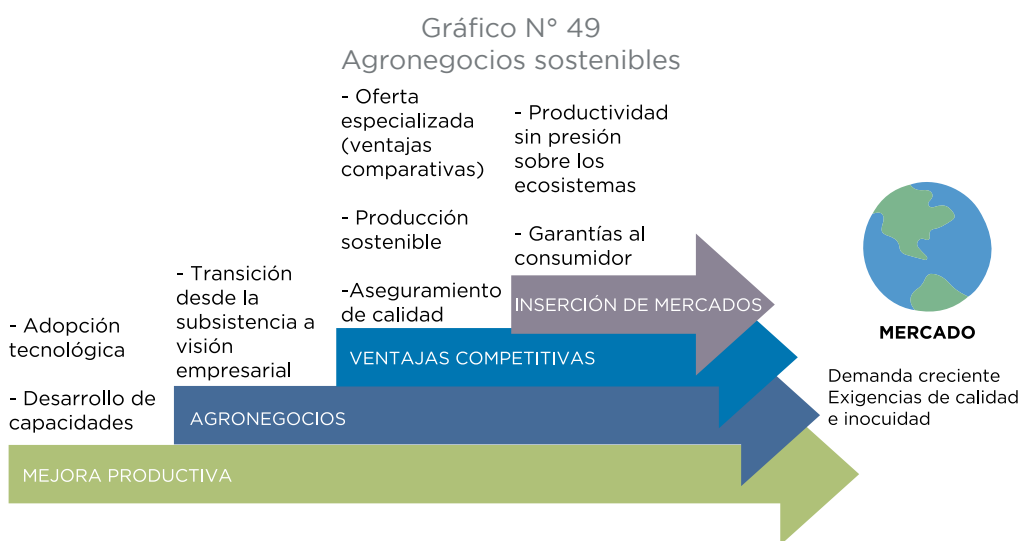 Gráfico N° 49
Agronegocios sostenibles
- Adopción
tecnológica
- Desarrollo de
capacidades
MEJORA PRODUCTIVA
- Transición
desde la
subsistencia a
visión
empresarial
AGRONEGOCIOS
- Oferta
especializada
(ventajas
comparativas)
- Producción
sostenible
-Aseguramiento
de calidad
VENTAJAS COMPETITIVAS
- Productividad
sin presión
sobre los
ecosistemas
- Garantías al
consumidor
INSERCIÓN DE MERCADOS
MERCADO
Demanda creciente
Exigencias de calidad
e inocuidad